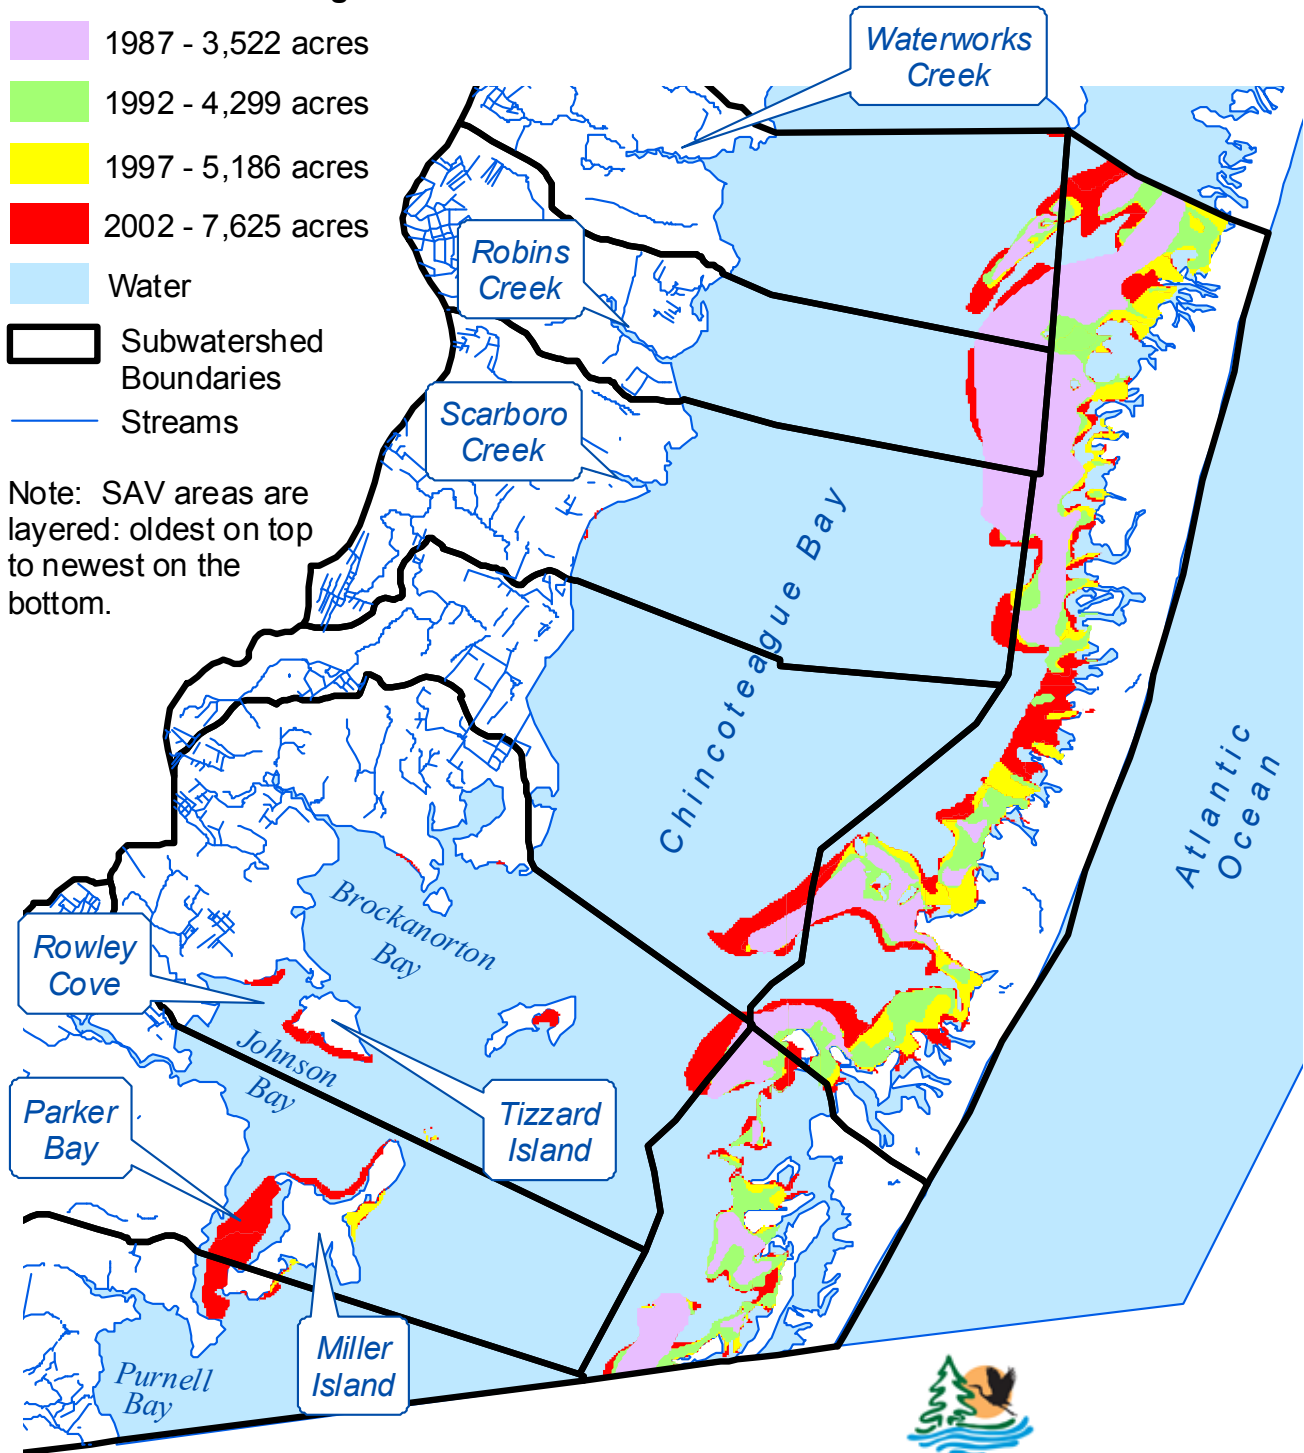 1987 - 3,522 acres
1992 - 4,299 acres
1997 - 5,186 acres
2002 - 7,625 acres
Water
Subwatershed
Boundaries
Streams
Note: SAV areas are
layered: oldest on top
to newest on the
bottom.
Waterworks
Creek
Robins
Creek
Scarboro
Creek
Chincoteague Bay
Atlantic
Ocean
Brockanorton
Bay
Rowley
Cove
Johnson
Bay
Parker
Bay
Tizzard
Island
Miller
Island
Purnell
Bay